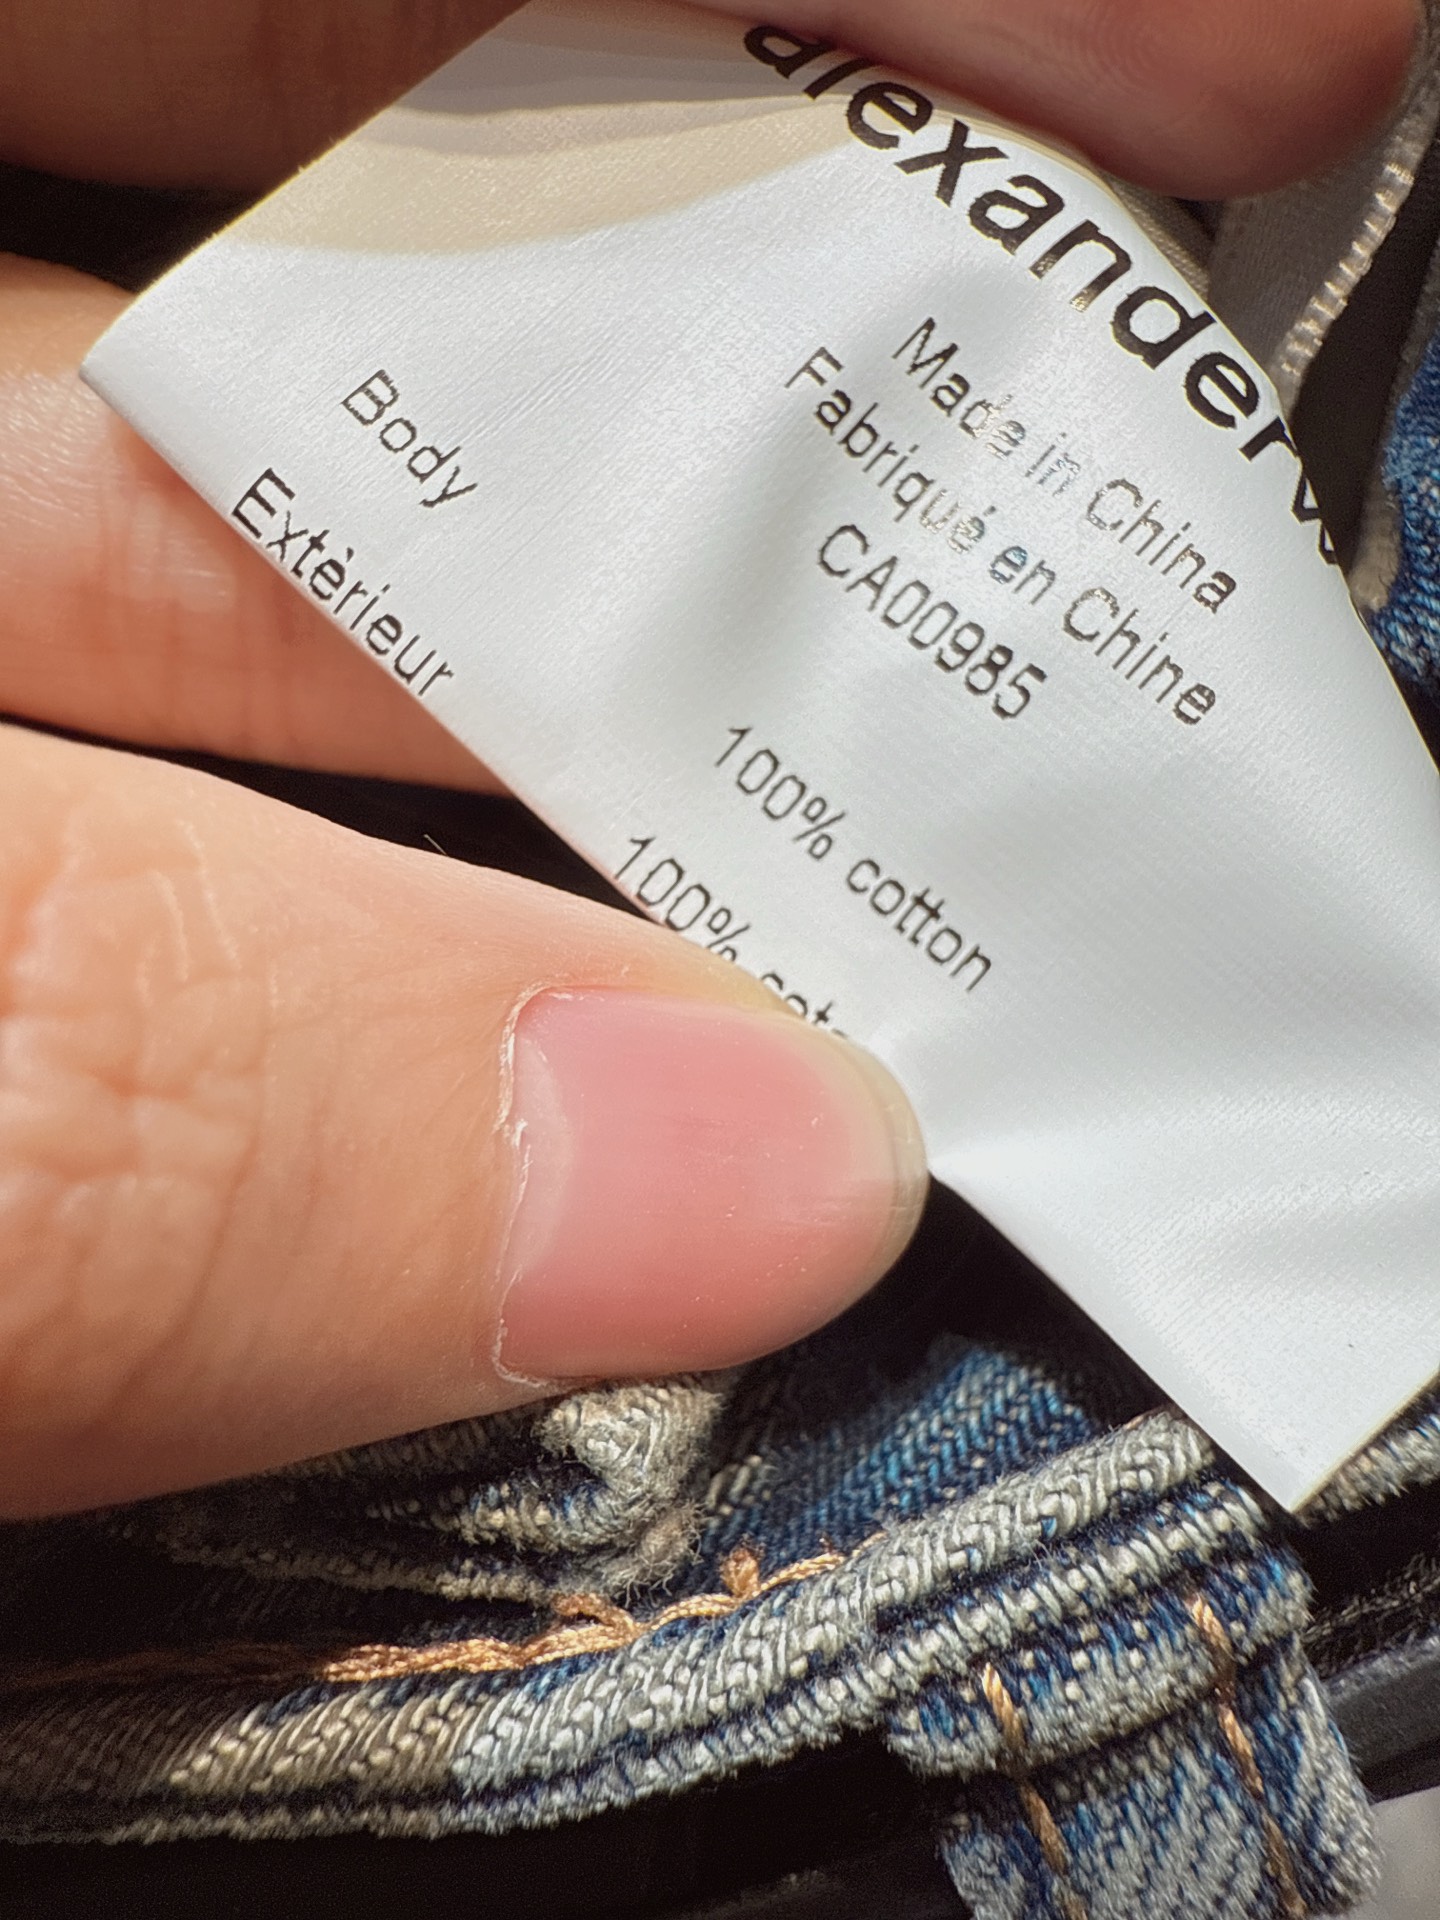 alexanderw
Made in China
Fabriqué en Chine
CA00985
Body 100% cotton
Extèrieur 100%